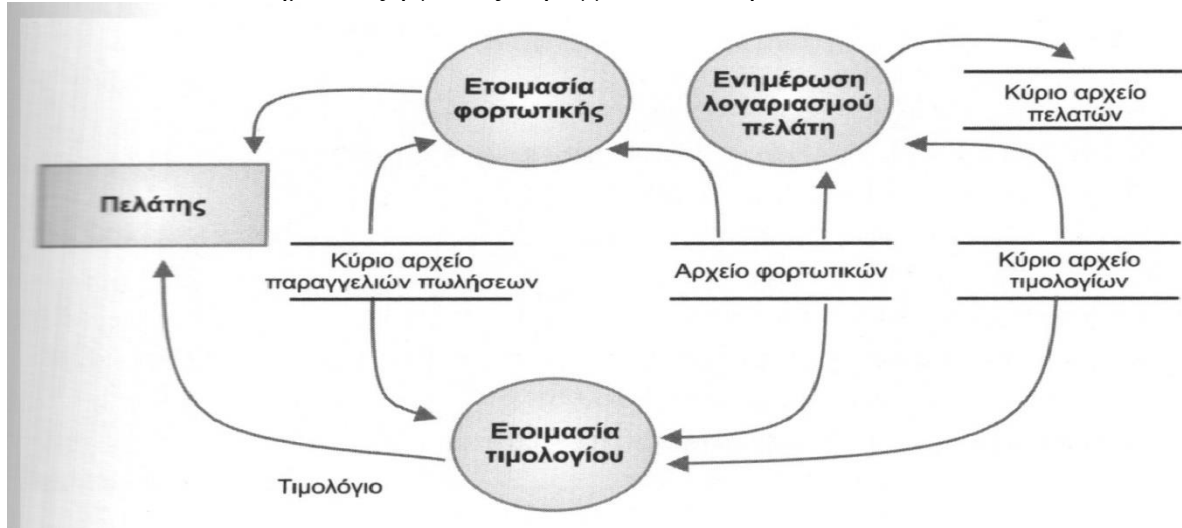 Ετοιμασία
φορτωτικής
Ενημέρωση
λογαριασμού
πελάτη
Κύριο αρχείο
πελατών
Πελάτης
Κύριο αρχείο
παραγγελιών πωλήσεων
Αρχείο φορτωτικών
Κύριο αρχείο
τιμολογίων
Ετοιμασία
τιμολογίου
Τιμολόγιο